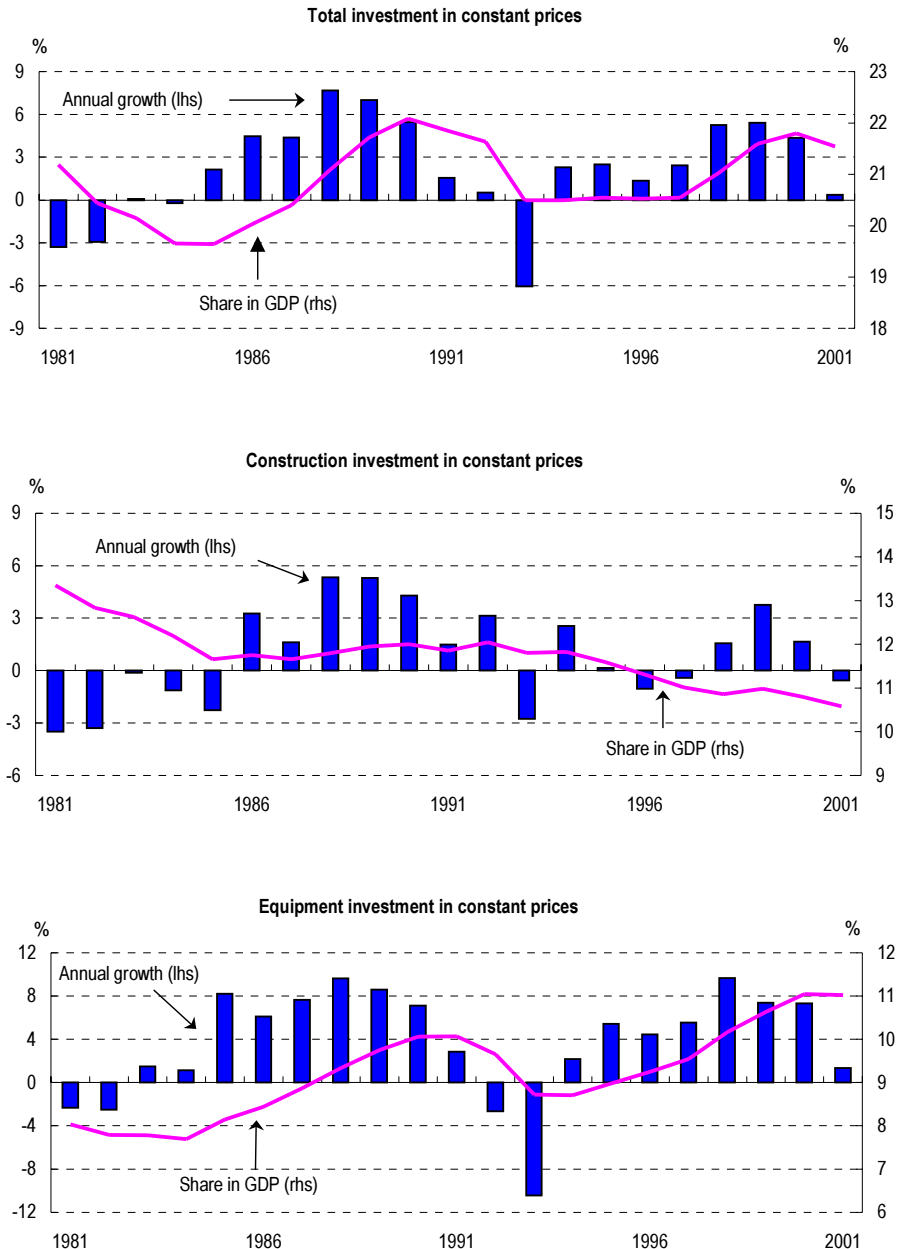 Total investment in constant prices
% %
9 23
Annual growth (lhs)
6 22
3 21
0 20
-3
-6 19
Share in GDP (rhs)
-9 18
1981 1986 1991 1996 2001
Construction investment in constant prices
% %
9 15
Annual growth (lhs)
14
6
13
3
12
0
11
-3
10
Share in GDP (rhs)
-6 9
1981 1986 1991 1996 2001
Equipment investment in constant prices
% %
12 12
Annual growth (lhs)
8 11
4 10
0 9
-4 8
-8 7
Share in GDP (rhs)
-12 6
1981 1986 1991 1996 2001